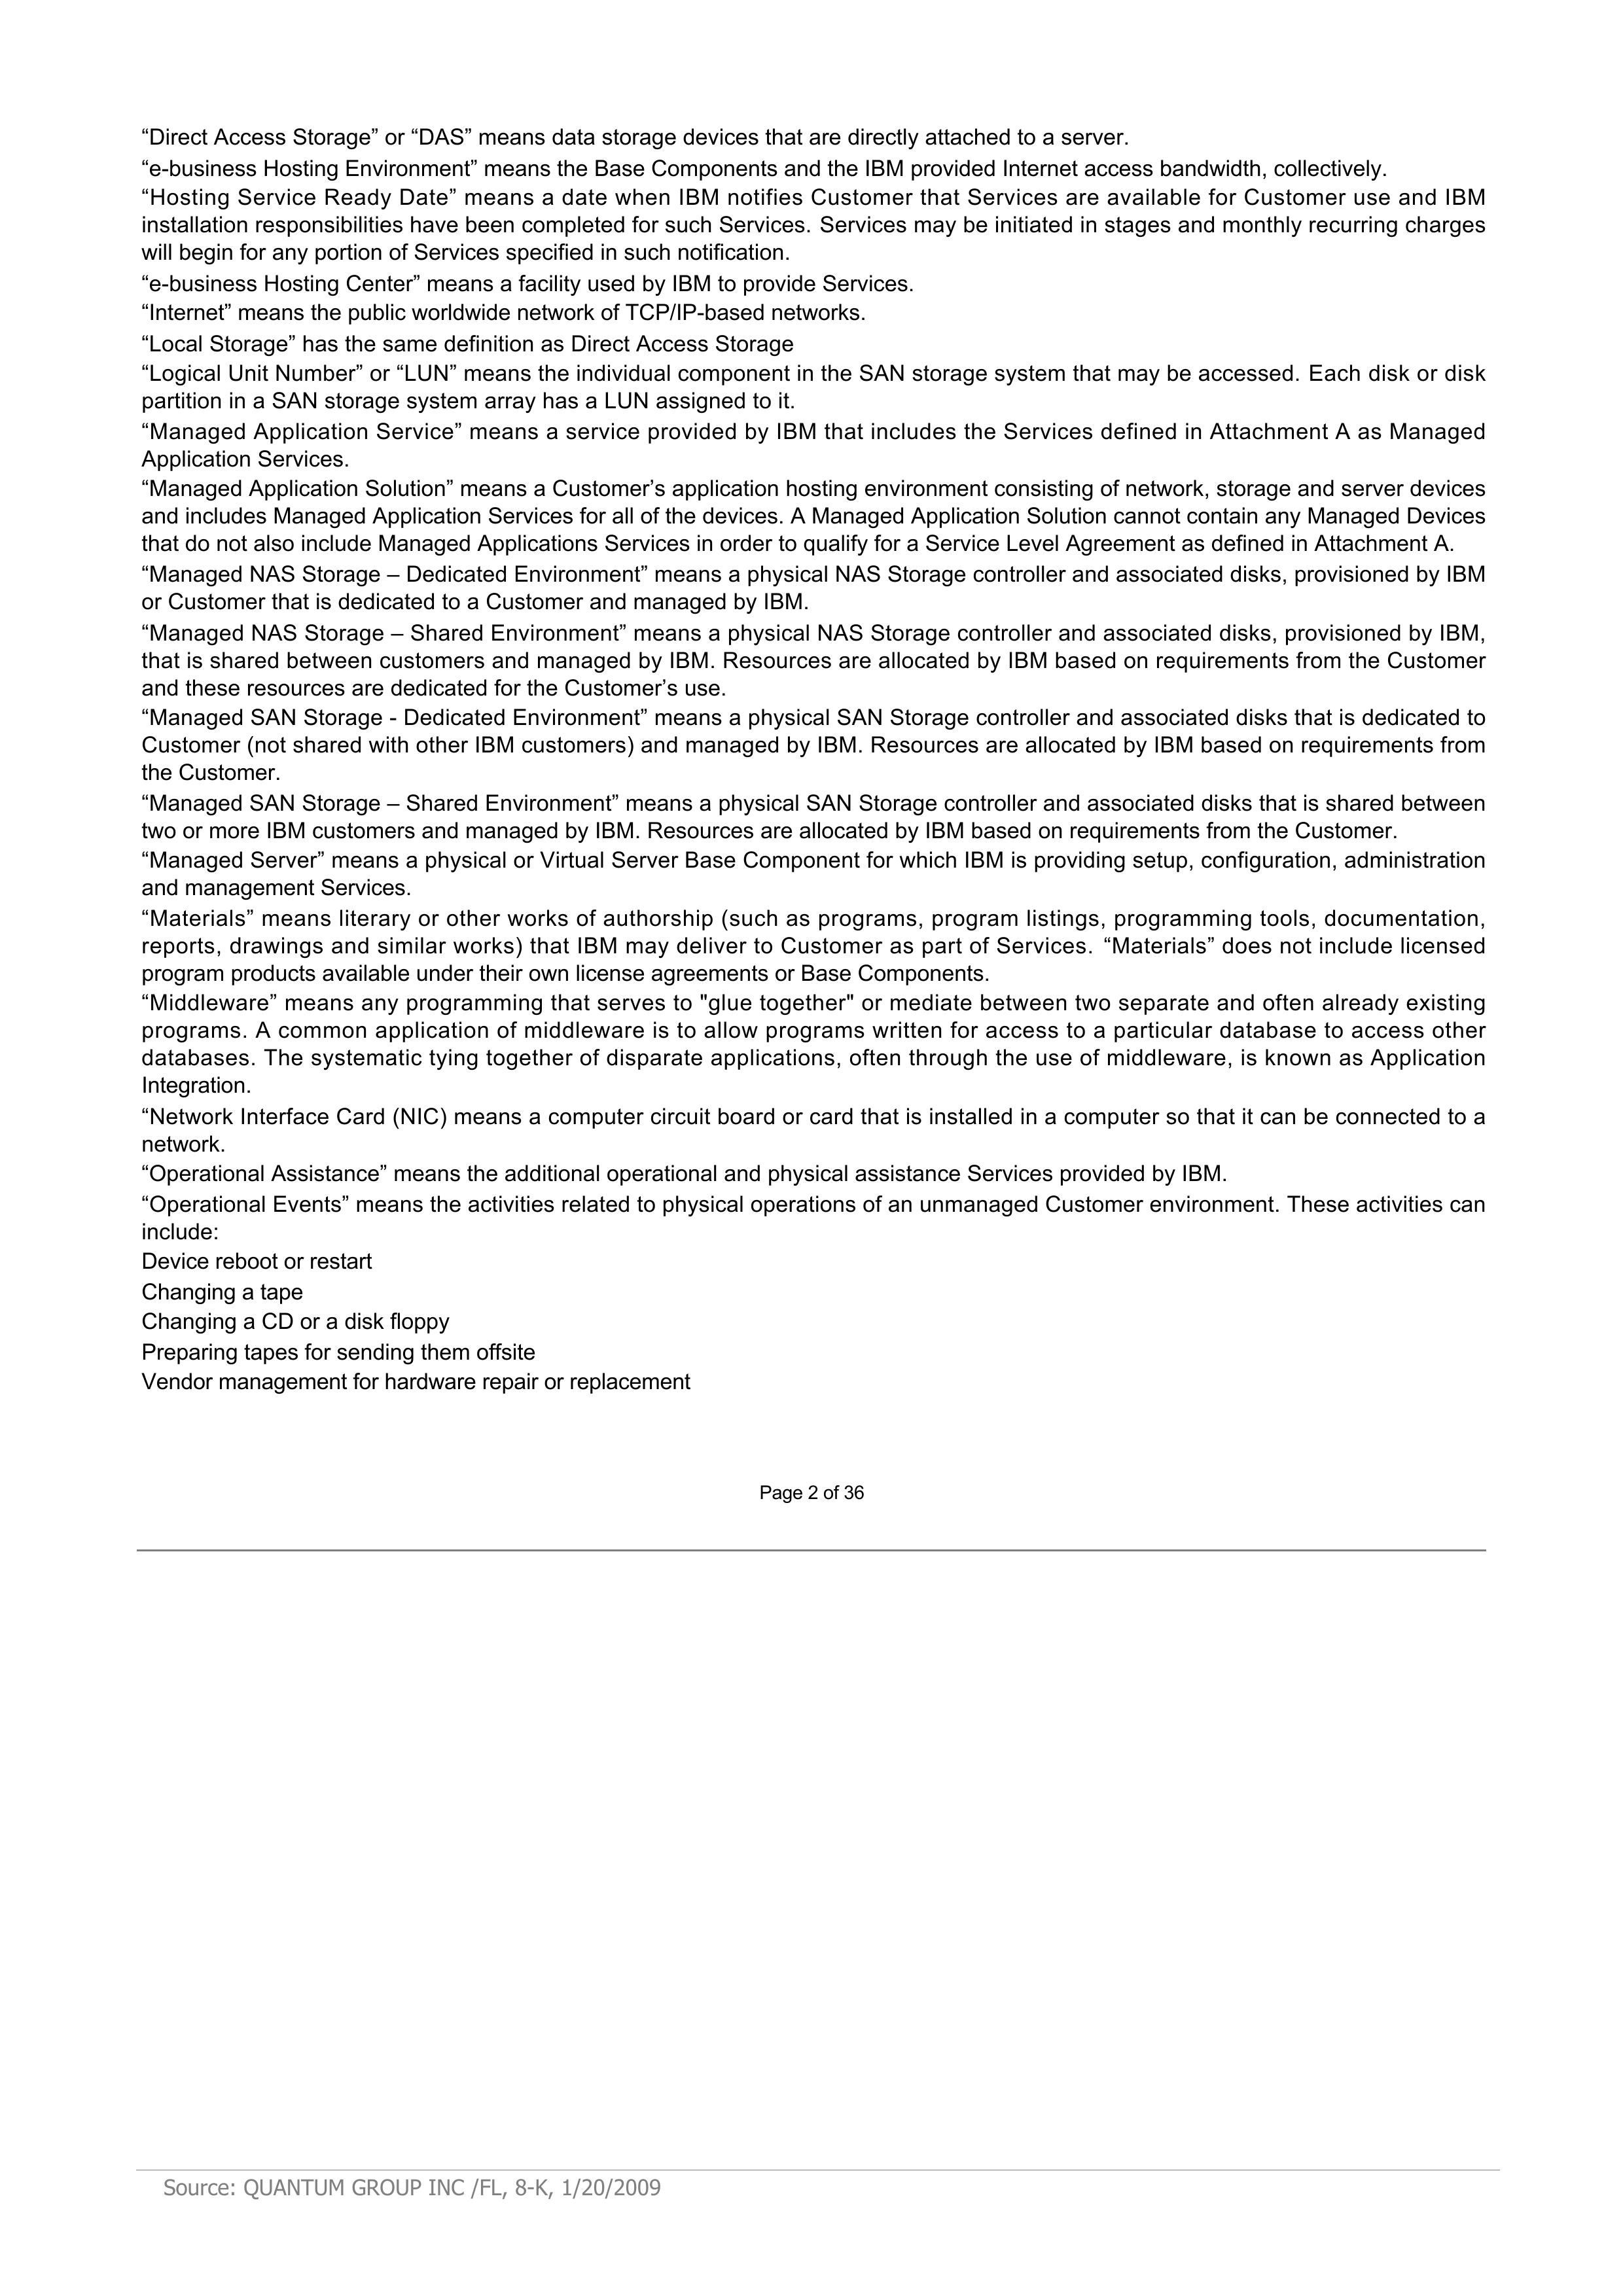 “Direct Access Storage” or “DAS” means data storage devices that are directly attached to a server.
“e-business Hosting Environment” means the Base Components and the IBM provided Internet access bandwidth, collectively.
“Hosting Service Ready Date” means a date when IBM notifies Customer that Services are available for Customer use and IBM
installation responsibilities have been completed for such Services. Services may be initiated in stages and monthly recurring charges
will begin for any portion of Services specified in such notification.
“e-business Hosting Center” means a facility used by IBM to provide Services.
“Internet” means the public worldwide network of TCP/IP-based networks.
“Local Storage” has the same definition as Direct Access Storage
“Logical Unit Number” or “LUN” means the individual component in the SAN storage system that may be accessed. Each disk or disk
partition in a SAN storage system array has a LUN assigned to it.
“Managed Application Service” means a service provided by IBM that includes the Services defined in Attachment A as Managed
Application Services.
“Managed Application Solution” means a Customer’s application hosting environment consisting of network, storage and server devices
and includes Managed Application Services for all of the devices. A Managed Application Solution cannot contain any Managed Devices
that do not also include Managed Applications Services in order to qualify for a Service Level Agreement as defined in Attachment A.
“Managed NAS Storage – Dedicated Environment” means a physical NAS Storage controller and associated disks, provisioned by IBM
or Customer that is dedicated to a Customer and managed by IBM.
“Managed NAS Storage – Shared Environment” means a physical NAS Storage controller and associated disks, provisioned by IBM,
that is shared between customers and managed by IBM. Resources are allocated by IBM based on requirements from the Customer
and these resources are dedicated for the Customer’s use.
“Managed SAN Storage - Dedicated Environment” means a physical SAN Storage controller and associated disks that is dedicated to
Customer (not shared with other IBM customers) and managed by IBM. Resources are allocated by IBM based on requirements from
the Customer.
“Managed SAN Storage – Shared Environment” means a physical SAN Storage controller and associated disks that is shared between
two or more IBM customers and managed by IBM. Resources are allocated by IBM based on requirements from the Customer.
“Managed Server” means a physical or Virtual Server Base Component for which IBM is providing setup, configuration, administration
and management Services.
“Materials” means literary or other works of authorship (such as programs, program listings, programming tools, documentation,
reports, drawings and similar works) that IBM may deliver to Customer as part of Services. “Materials” does not include licensed
program products available under their own license agreements or Base Components.
“Middleware” means any programming that serves to "glue together" or mediate between two separate and often already existing
programs. A common application of middleware is to allow programs written for access to a particular database to access other
databases. The systematic tying together of disparate applications, often through the use of middleware, is known as Application
Integration.
“Network Interface Card (NIC) means a computer circuit board or card that is installed in a computer so that it can be connected to a
network.
“Operational Assistance” means the additional operational and physical assistance Services provided by IBM.
“Operational Events” means the activities related to physical operations of an unmanaged Customer environment. These activities can
include:
Device reboot or restart
Changing a tape
Changing a CD or a disk floppy
Preparing tapes for sending them offsite
Vendor management for hardware repair or replacement
Page 2 of 36
Source: QUANTUM GROUP INC /FL, 8-K, 1/20/2009